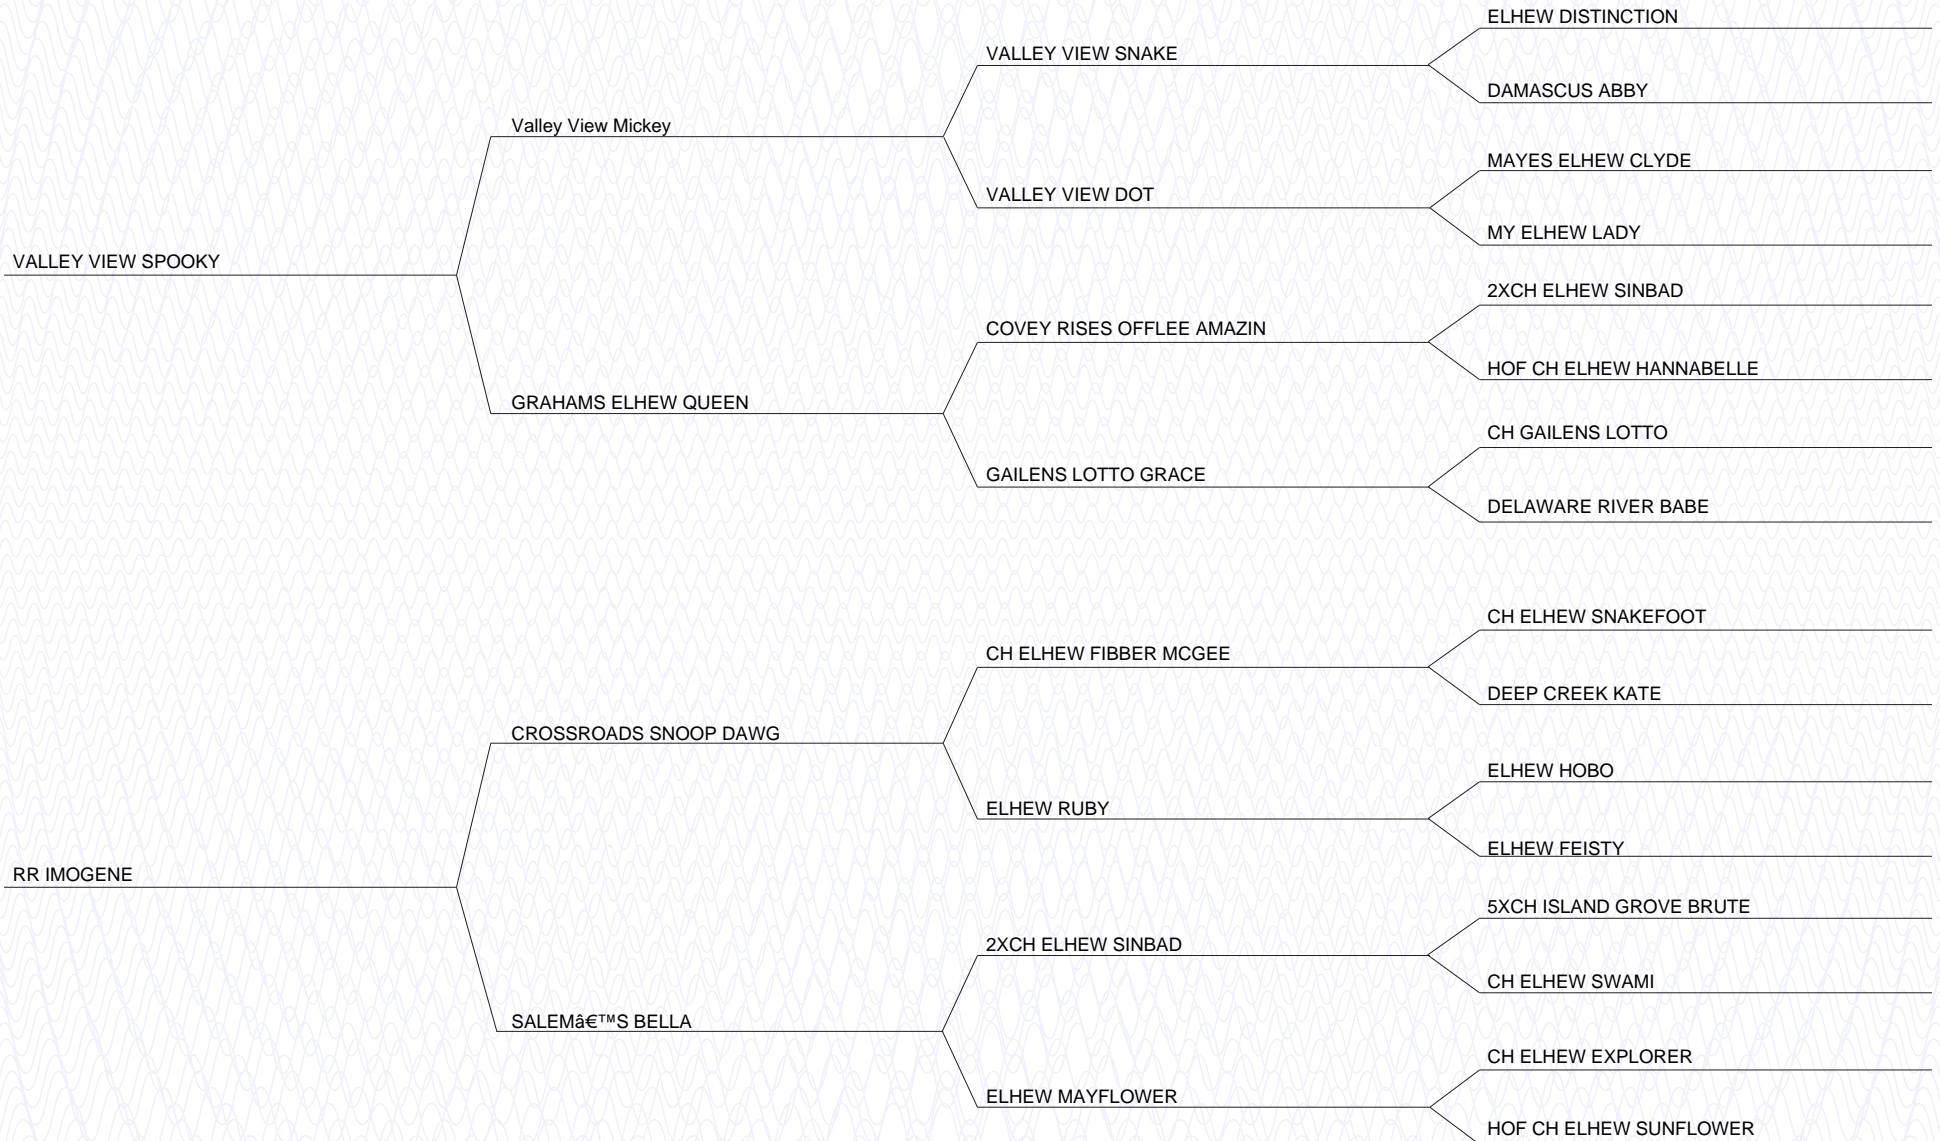 ELHEW DISTINCTION
VALLEY VIEW SNAKE
DAMASCUS ABBY
Valley View Mickey
MAYES ELHEW CLYDE
VALLEY VIEW DOT
MY ELHEW LADY
VALLEY VIEW SPOOKY
2XCH ELHEW SINBAD
COVEY RISES OFFLEE AMAZIN
HOF CH ELHEW HANNABELLE
GRAHAMS ELHEW QUEEN
CH GAILENS LOTTO
GAILENS LOTTO GRACE
DELAWARE RIVER BABE
CH ELHEW SNAKEFOOT
CH ELHEW FIBBER MCGEE
DEEP CREEK KATE
CROSSROADS SNOOP DAWG
ELHEW HOBO
ELHEW RUBY
ELHEW FEISTY
RR IMOGENE
5XCH ISLAND GROVE BRUTE
2XCH ELHEW SINBAD
CH ELHEW SWAMI
SALEMâ€™S BELLA
CH ELHEW EXPLORER
ELHEW MAYFLOWER
HOF CH ELHEW SUNFLOWER